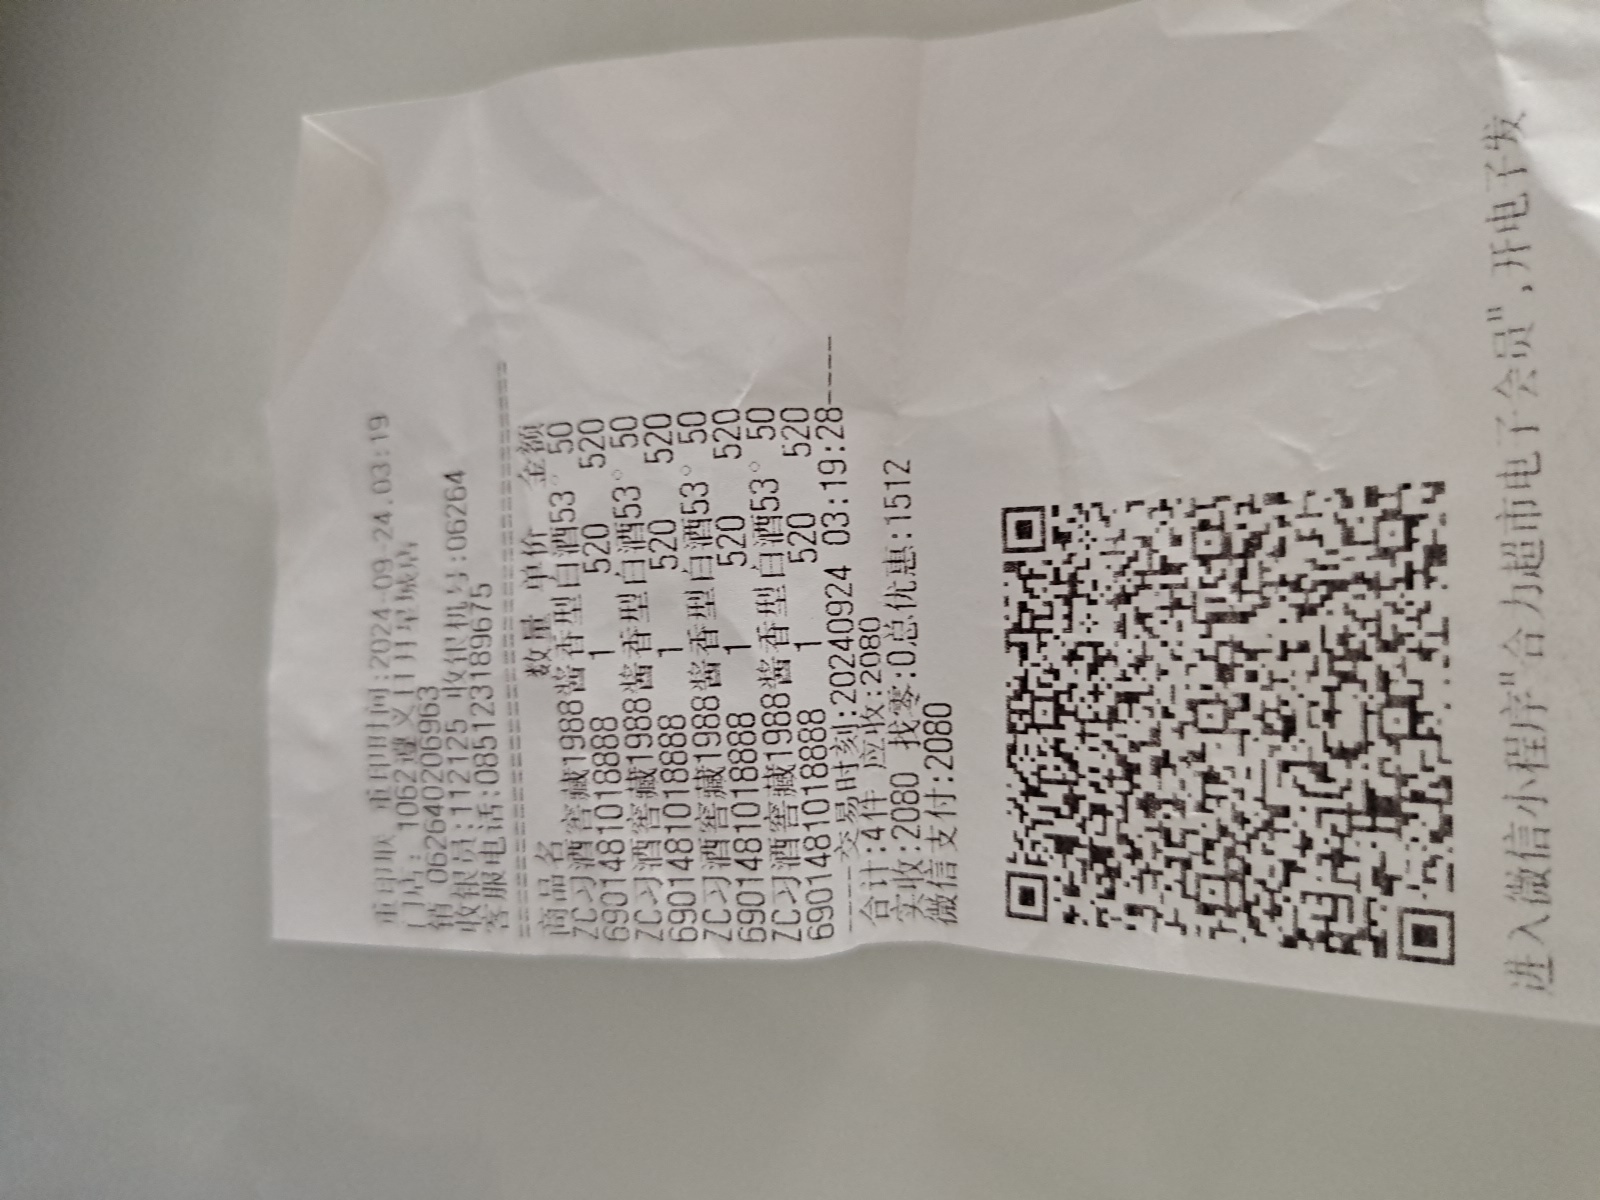 重印联 重印时间:2024-09-24.03:19
门店: 1062遵义日月星城店
销 0626402069​63
收银员:112125 收银机号:06264
客服电话:085123189675
================================
商品名 数量 单价 金额
ZC习酒窖藏1988酱香型白酒53° 50
6901481018888 1 520 520
ZC习酒窖藏1988酱香型白酒53° 50
6901481018888 1 520 520
ZC习酒窖藏1988酱香型白酒53° 50
6901481018888 1 520 520
ZC习酒窖藏1988酱香型白酒53° 50
6901481018888 1 520 520
----交易时刻:20240924 03:19:28----
合计:4件 应收:2080
实收:2080 找零:0总优惠:1512
微信支付:2080
进入微信小程序"合力超市电子会员",开电子发